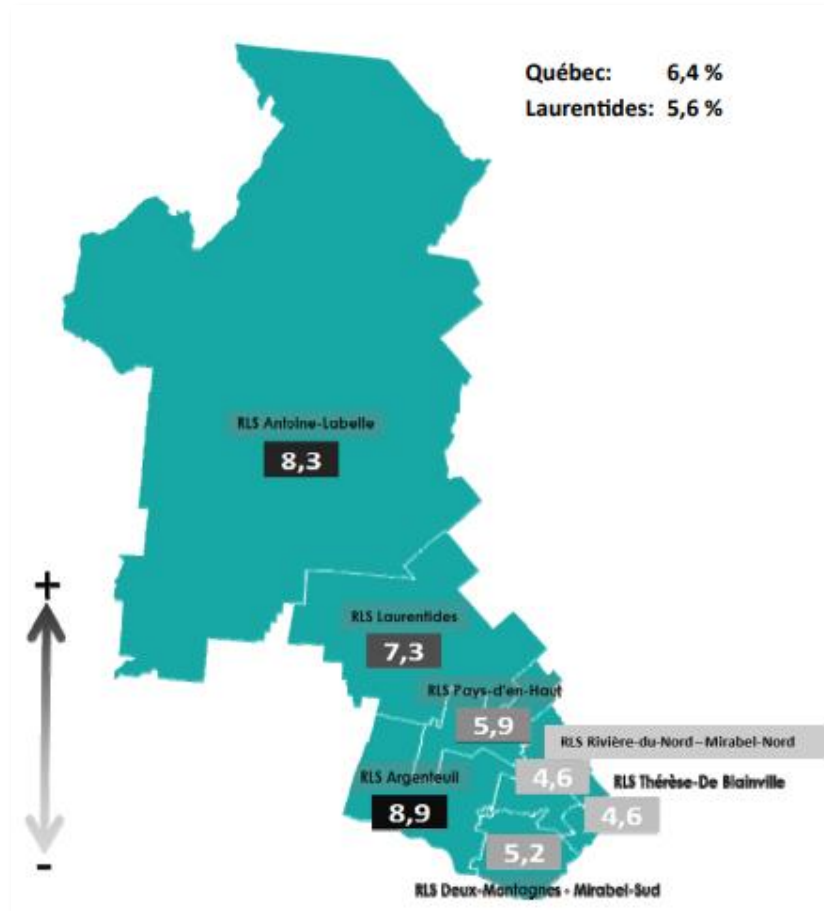 Québec: 6,4 %
Laurentides: 5,6 %
RLS Antoine-Labelle
8,3
+
RLS Laurentides
7,3
RLS Pays-d'en-Haut
5,9
RLS Rivière-du-Nord – Mirabel-Nord
4,6
RLS Argenteuil
8,9
RLS Thérèse-De Blainville
4,6
5,2
-
RLS Deux-Montagnes - Mirabel-Sud